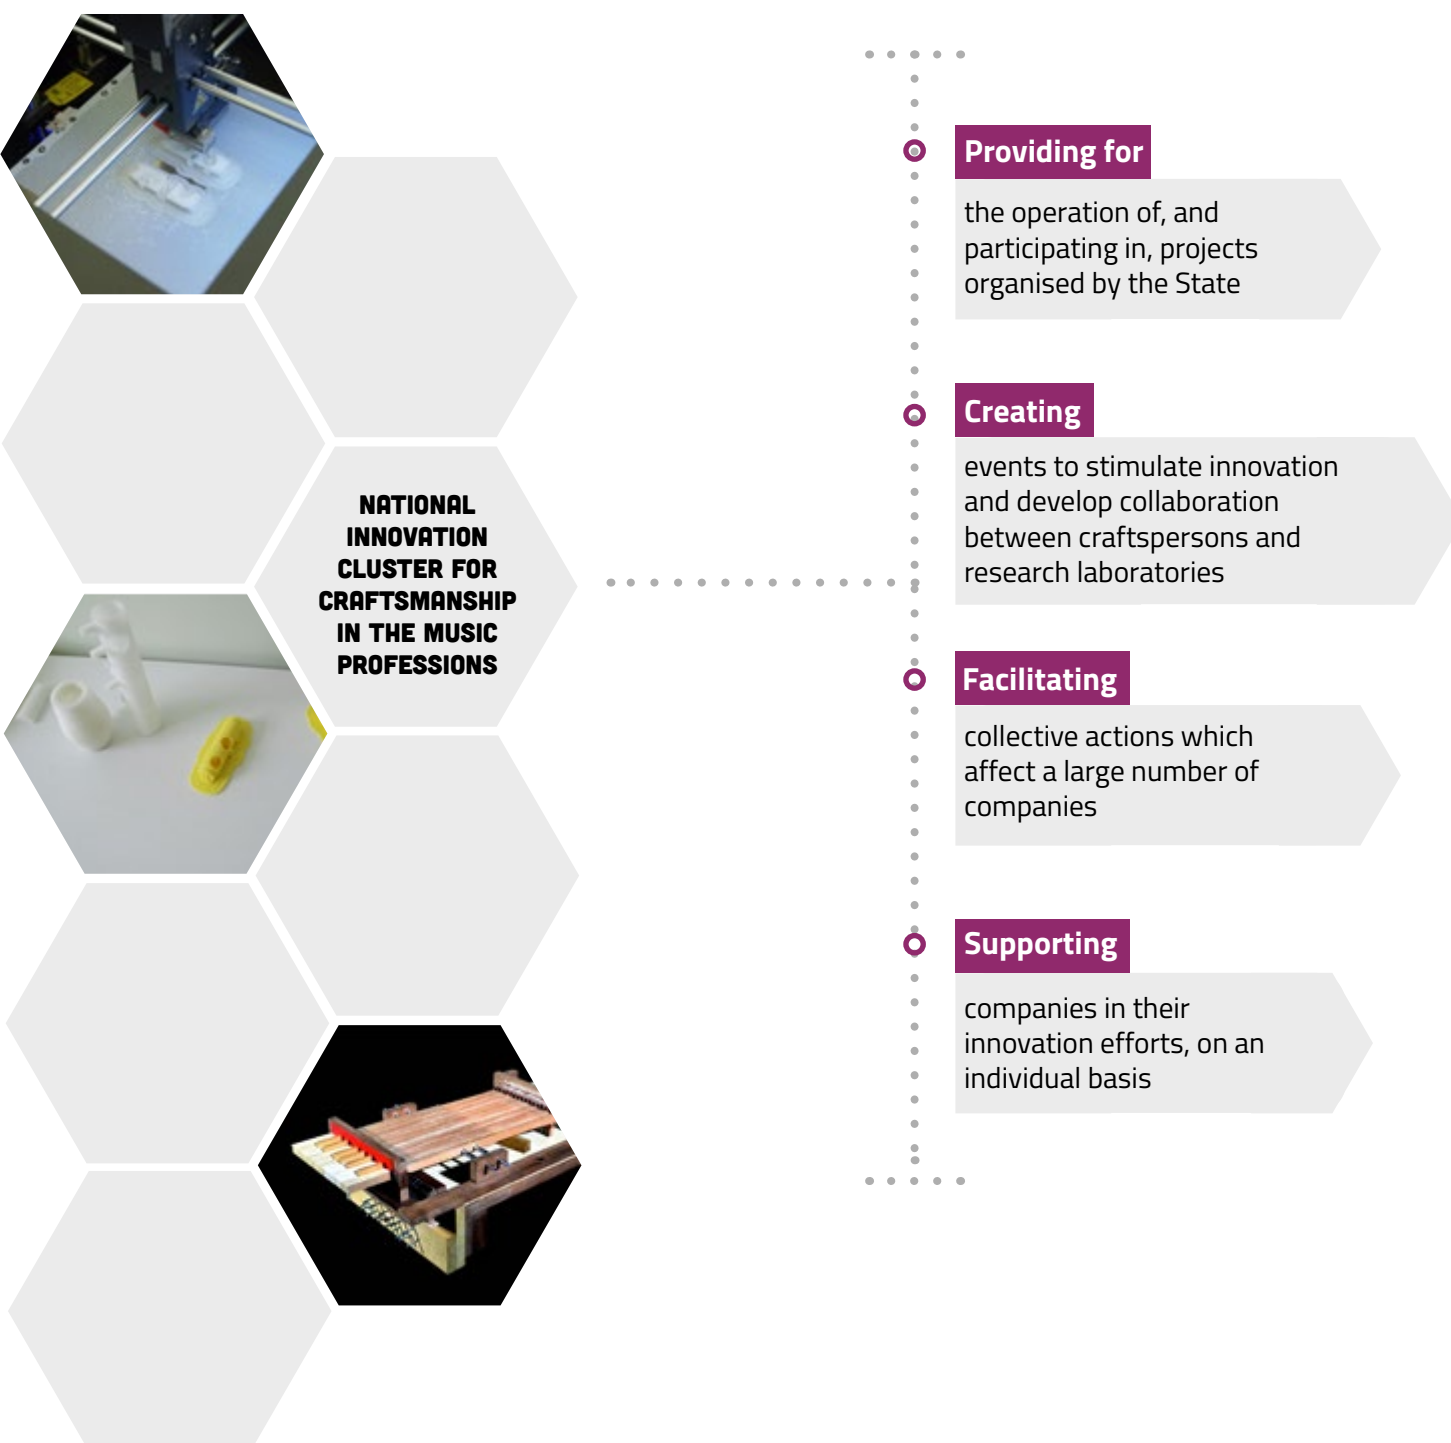 NATIONAL
INNOVATION
CLUSTER FOR
CRAFTSMANSHIP
IN THE MUSIC
PROFESSIONS
Providing for
the operation of, and
participating in, projects
organised by the State
Creating
events to stimulate innovation
and develop collaboration
between craftspersons and
research laboratories
Facilitating
collective actions which
affect a large number of
companies
Supporting
companies in their
innovation efforts, on an
individual basis